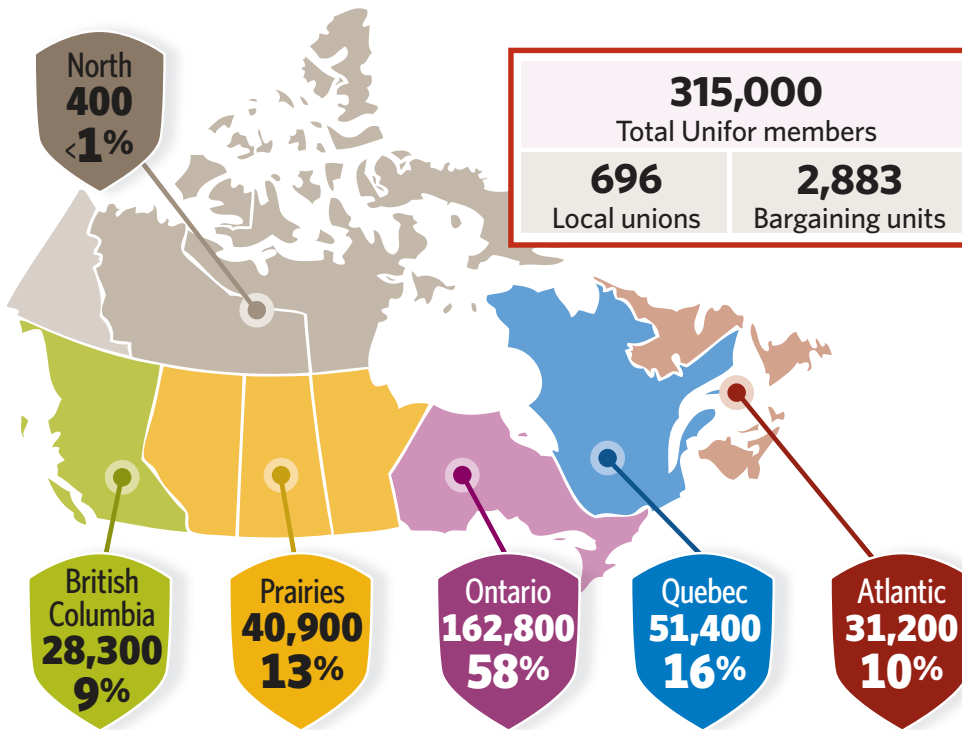 North
400
<1%
315,000
Total Unifor members
696
Local unions
2,883
Bargaining units
British
Columbia
28,300
9%
Prairies
40,900
13%
Ontario
162,800
58%
Quebec
51,400
16%
Atlantic
31,200
10%